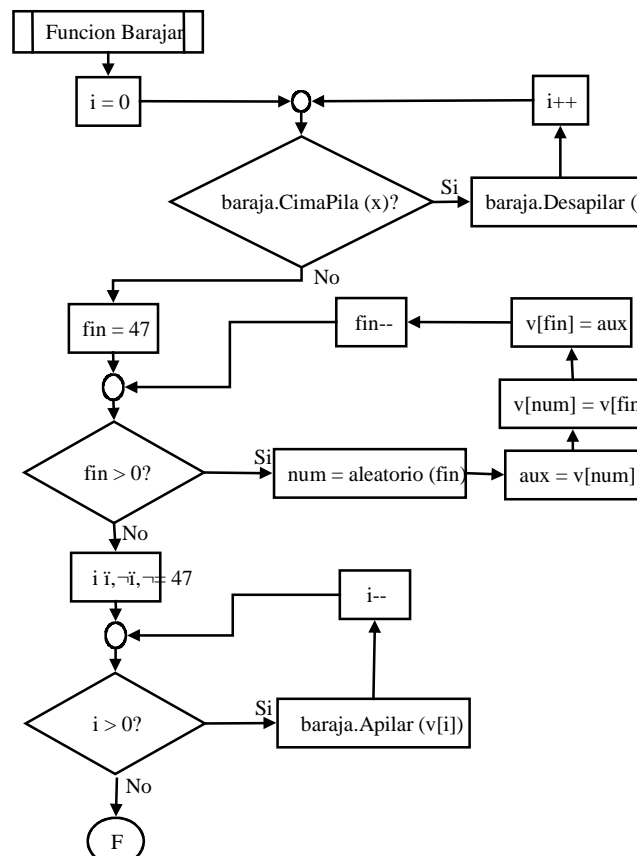 Funcion Barajar
i = 0
i++
baraja.CimaPila (x)?
Si
baraja.Desapilar (
No
fin = 47
fin--
v[fin] = aux
v[num] = v[fin
fin > 0?
Si
num = aleatorio (fin)
aux = v[num]
No
i ï‚¬ï‚¬= 47
i--
i > 0?
Si
baraja.Apilar (v[i])
No
F